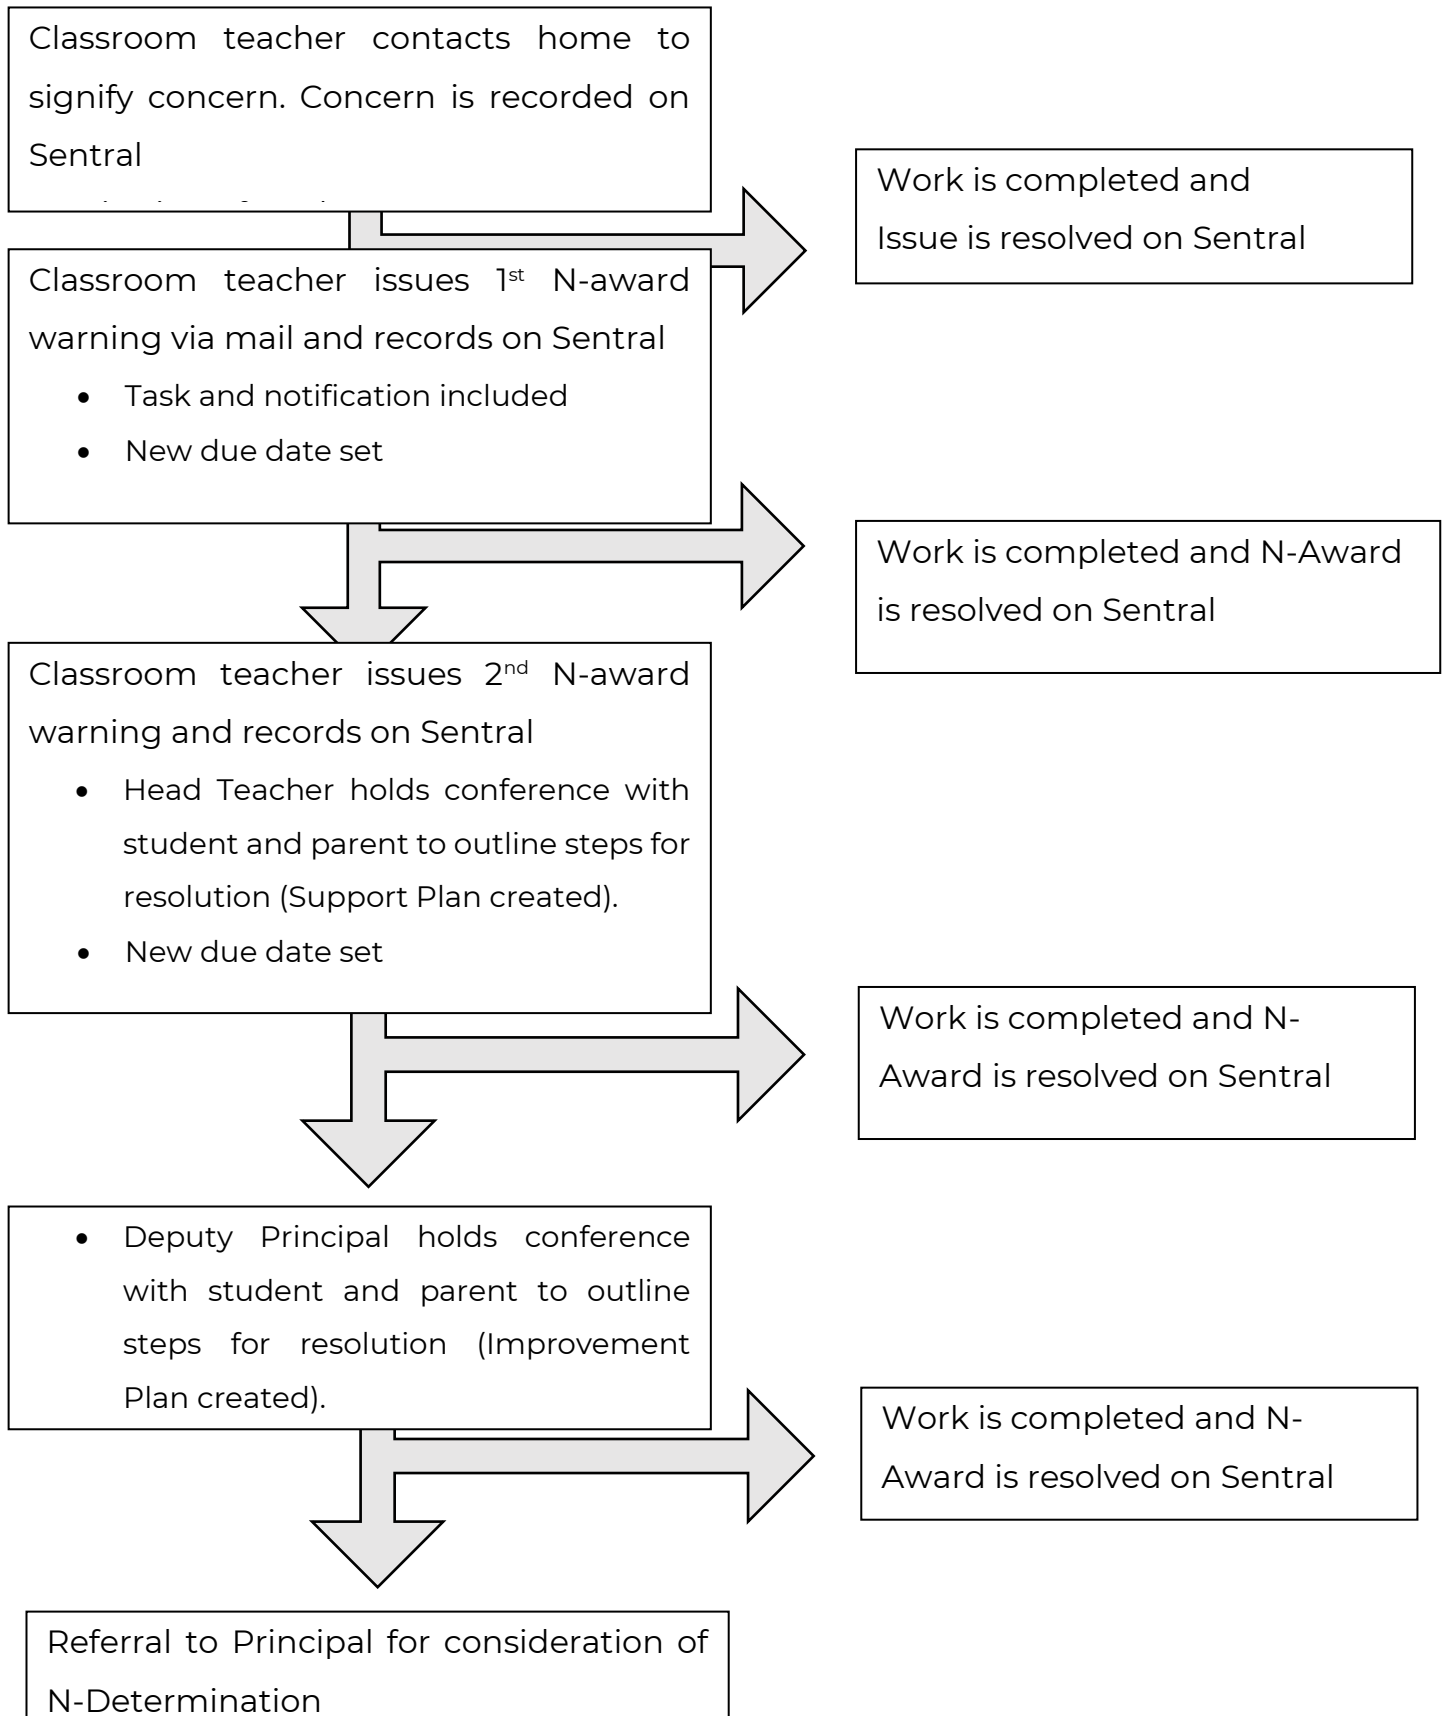 Classroom teacher contacts home to
signify concern. Concern is recorded on
Sentral
Work is completed and
Issue is resolved on Sentral
Classroom teacher issues 1st N-award
warning via mail and records on Sentral
• Task and notification included
• New due date set
Work is completed and N-Award
is resolved on Sentral
Classroom teacher issues 2nd N-award
warning and records on Sentral
• Head Teacher holds conference with
student and parent to outline steps for
resolution (Support Plan created).
• New due date set
Work is completed and N-
Award is resolved on Sentral
• Deputy Principal holds conference
with student and parent to outline
steps for resolution (Improvement
Plan created).
Work is completed and N-
Award is resolved on Sentral
Referral to Principal for consideration of
N-Determination